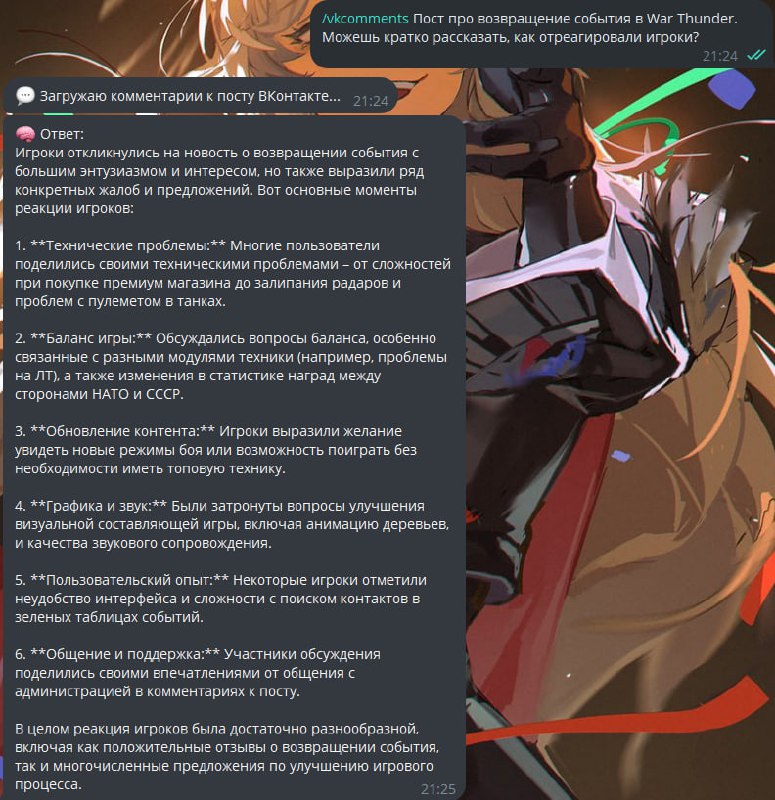 /vkcomments Пост про возвращение события в War Thunder.
Можешь кратко рассказать, как отреагировали игроки?
21:24
💬 Загружаю комментарии к посту ВКонтакте...
21:24
🧠 Ответ:
Игроки откликнулись на новость о возвращении события с
большим энтузиазмом и интересом, но также выразили ряд
конкретных жалоб и предложений. Вот основные моменты
реакции игроков:
1. **Технические проблемы:** Многие пользователи
поделились своими техническими проблемами – от сложностей
при покупке премиум магазина до залипания радаров и
проблем с пулеметом в танках.
2. **Баланс игры:** Обсуждались вопросы баланса, особенно
связанные с разными модулями техники (например, проблемы
на ЛТ), а также изменения в статистике наград между
сторонами НАТО и СССР.
3. **Обновление контента:** Игроки выразили желание
увидеть новые режимы боя или возможность поиграть без
необходимости иметь топовую технику.
4. **Графика и звук:** Были затронуты вопросы улучшения
визуальной составляющей игры, включая анимацию деревьев,
и качества звукового сопровождения.
5. **Пользовательский опыт:** Некоторые игроки отметили
неудобство интерфейса и сложности с поиском контактов в
зеленых таблицах событий.
6. **Общение и поддержка:** Участники обсуждения
поделились своими впечатлениями от общения с
администрацией в комментариях к посту.
В целом реакция игроков была достаточно разнообразной,
включая как положительные отзывы о возвращении события,
так и многочисленные предложения по улучшению игрового
процесса.
21:25